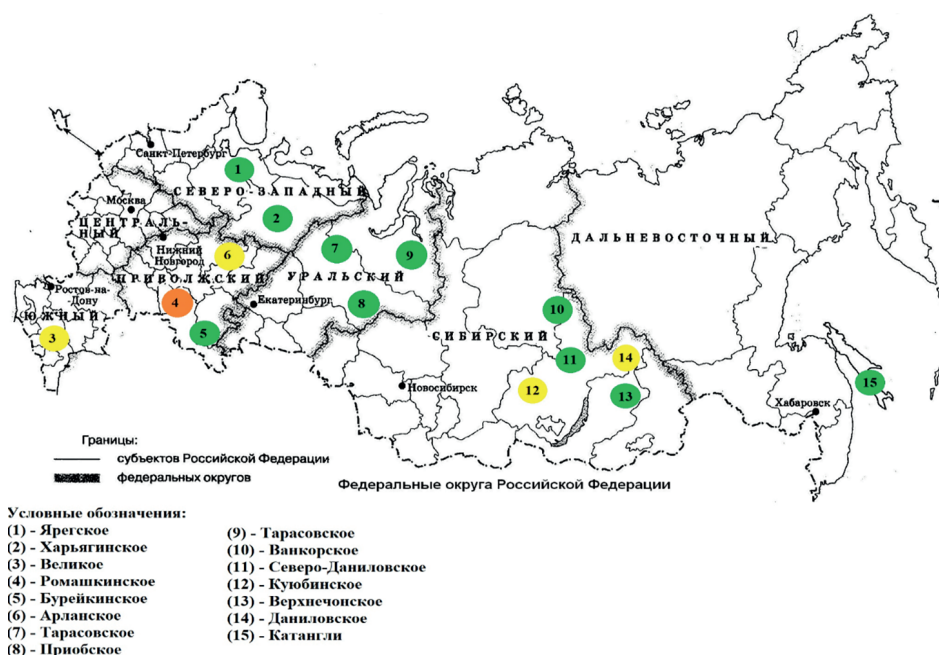 Санкт-Петербург
1
СЕВЕРО-ЗАПАДНЫЙ
Москва
2
ЦЕНТРАЛЬ-
НЫЙ
ДАЛЬНЕВОСТОЧНЫЙ
Нижний
Новгород
6
7
9
ПРИВОЛЖСКИЙ
УРАЛЬСКИЙ
Ростов-на-
Дону
4
Екатеринбург
8
10
ЮЖНЫЙ
3
5
СИБИРСКИЙ
11
14
Новосибирск
12
13
15
Хабаровск
Границы:
субъектов Российской Федерации
федеральных округов
Федеральные округа Российской Федерации
Условные обозначения:
(1) - Ярегское
(2) - Харьягинское
(3) - Великое
(4) - Ромашкинское
(5) - Бурейкинское
(6) - Арланское
(7) - Тарасовское
(8) - Приобское
(9) - Тарасовское
(10) - Ванкорское
(11) - Северо-Даниловское
(12) - Куюбинское
(13) - Верхнечонское
(14) - Даниловское
(15) - Катангли